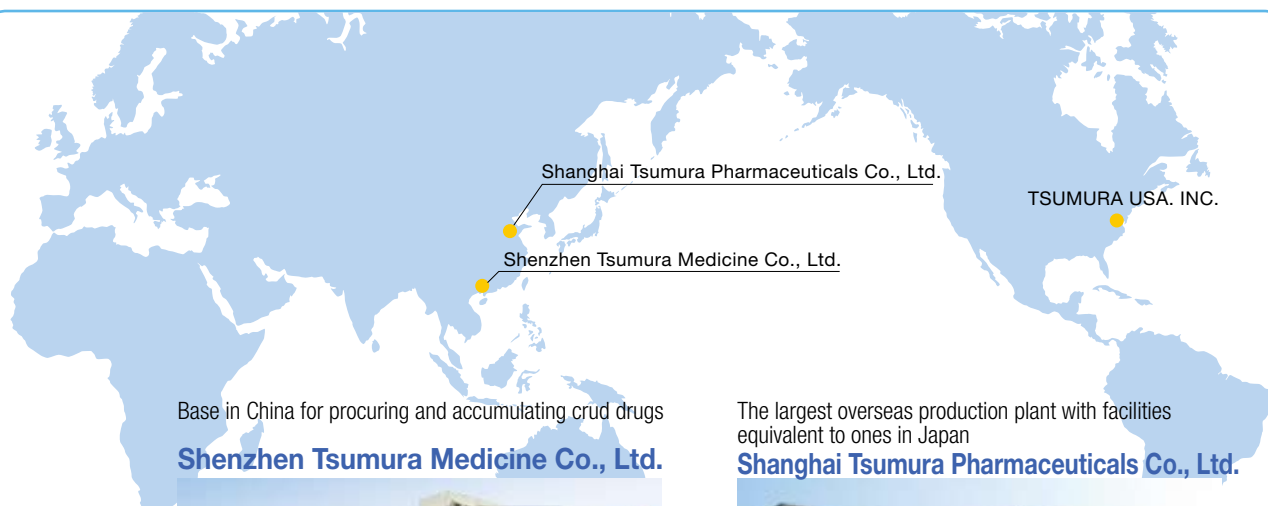 Shanghai Tsumura Pharmaceuticals Co., Ltd.
TSUMURA USA. INC.
Shenzhen Tsumura Medicine Co., Ltd.
Base in China for procuring and accumulating crud drugs
Shenzhen Tsumura Medicine Co., Ltd.
The largest overseas production plant with facilities
equivalent to ones in Japan
Shanghai Tsumura Pharmaceuticals Co., Ltd.